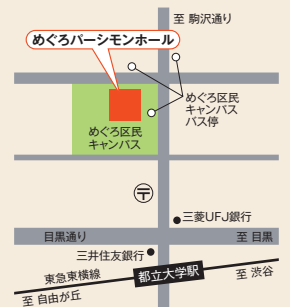 至 駒沢通り
めぐろパーシモンホール
めぐろ区民
キャンパス
バス停
めぐろ区民
キャンパス
〒
三菱UFJ銀行
目黒通り
至 目黒
三井住友銀行
東急東横線
都立大学駅
至 渋谷
至 自由が丘